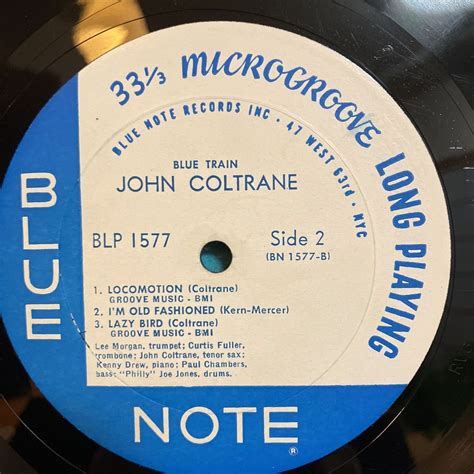 33⅓ MICROGROOVE LONG PLAYING
BLUE NOTE RECORDS INC · 47 WEST 63rd · NYC
BLUE TRAIN
JOHN COLTRANE
BLP 1577
Side 2
(BN 1577-B)
1. LOCOMOTION (Coltrane)
GROOVE MUSIC - BMI
2. I'M OLD FASHIONED (Kern-Mercer)
3. LAZY BIRD (Coltrane)
GROOVE MUSIC - BMI
Lee Morgan, trumpet; Curtis Fuller,
trombone; John Coltrane, tenor sax;
Kenny Drew, piano; Paul Chambers,
bass; "Philly" Joe Jones, drums.
BLUE
NOTE
®